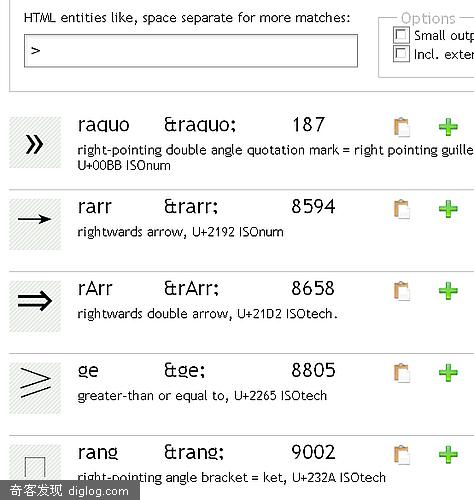 HTML entities like, space separate for more matches:
Options
>
Small outp
Incl. exter
» raquo &raquo; 187
right-pointing double angle quotation mark = right pointing guille
U+00BB ISOnum
→ rarr &rarr; 8594
rightwards arrow, U+2192 ISOnum
⇒ rArr &rArr; 8658
rightwards double arrow, U+21D2 ISOtech.
≥ ge &ge; 8805
greater-than or equal to, U+2265 ISOtech
rang &rang; 9002
right-pointing angle bracket = ket, U+232A ISOtech
奇客发现 diglog.com